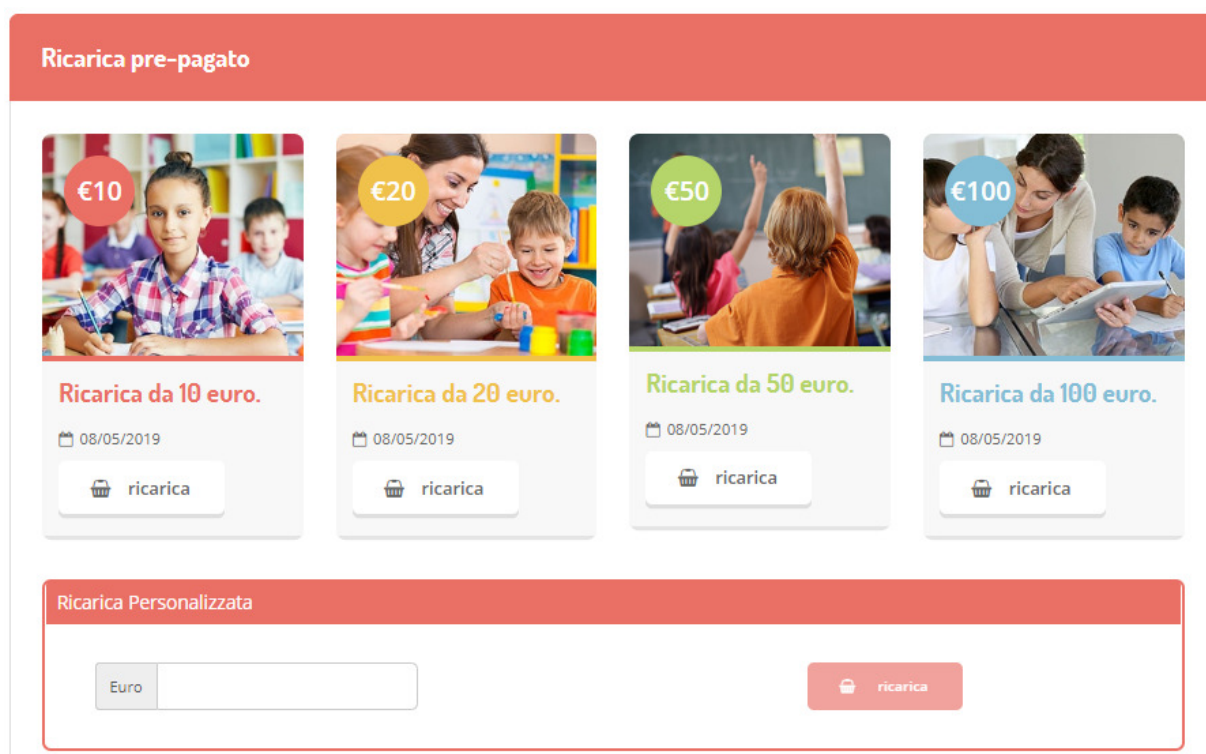 Ricarica pre-pagato
€10
€20
€50
€100
Ricarica da 10 euro.
Ricarica da 20 euro.
Ricarica da 50 euro.
Ricarica da 100 euro.
08/05/2019
08/05/2019
08/05/2019
08/05/2019
ricarica
ricarica
ricarica
ricarica
Ricarica Personalizzata
Euro
ricarica